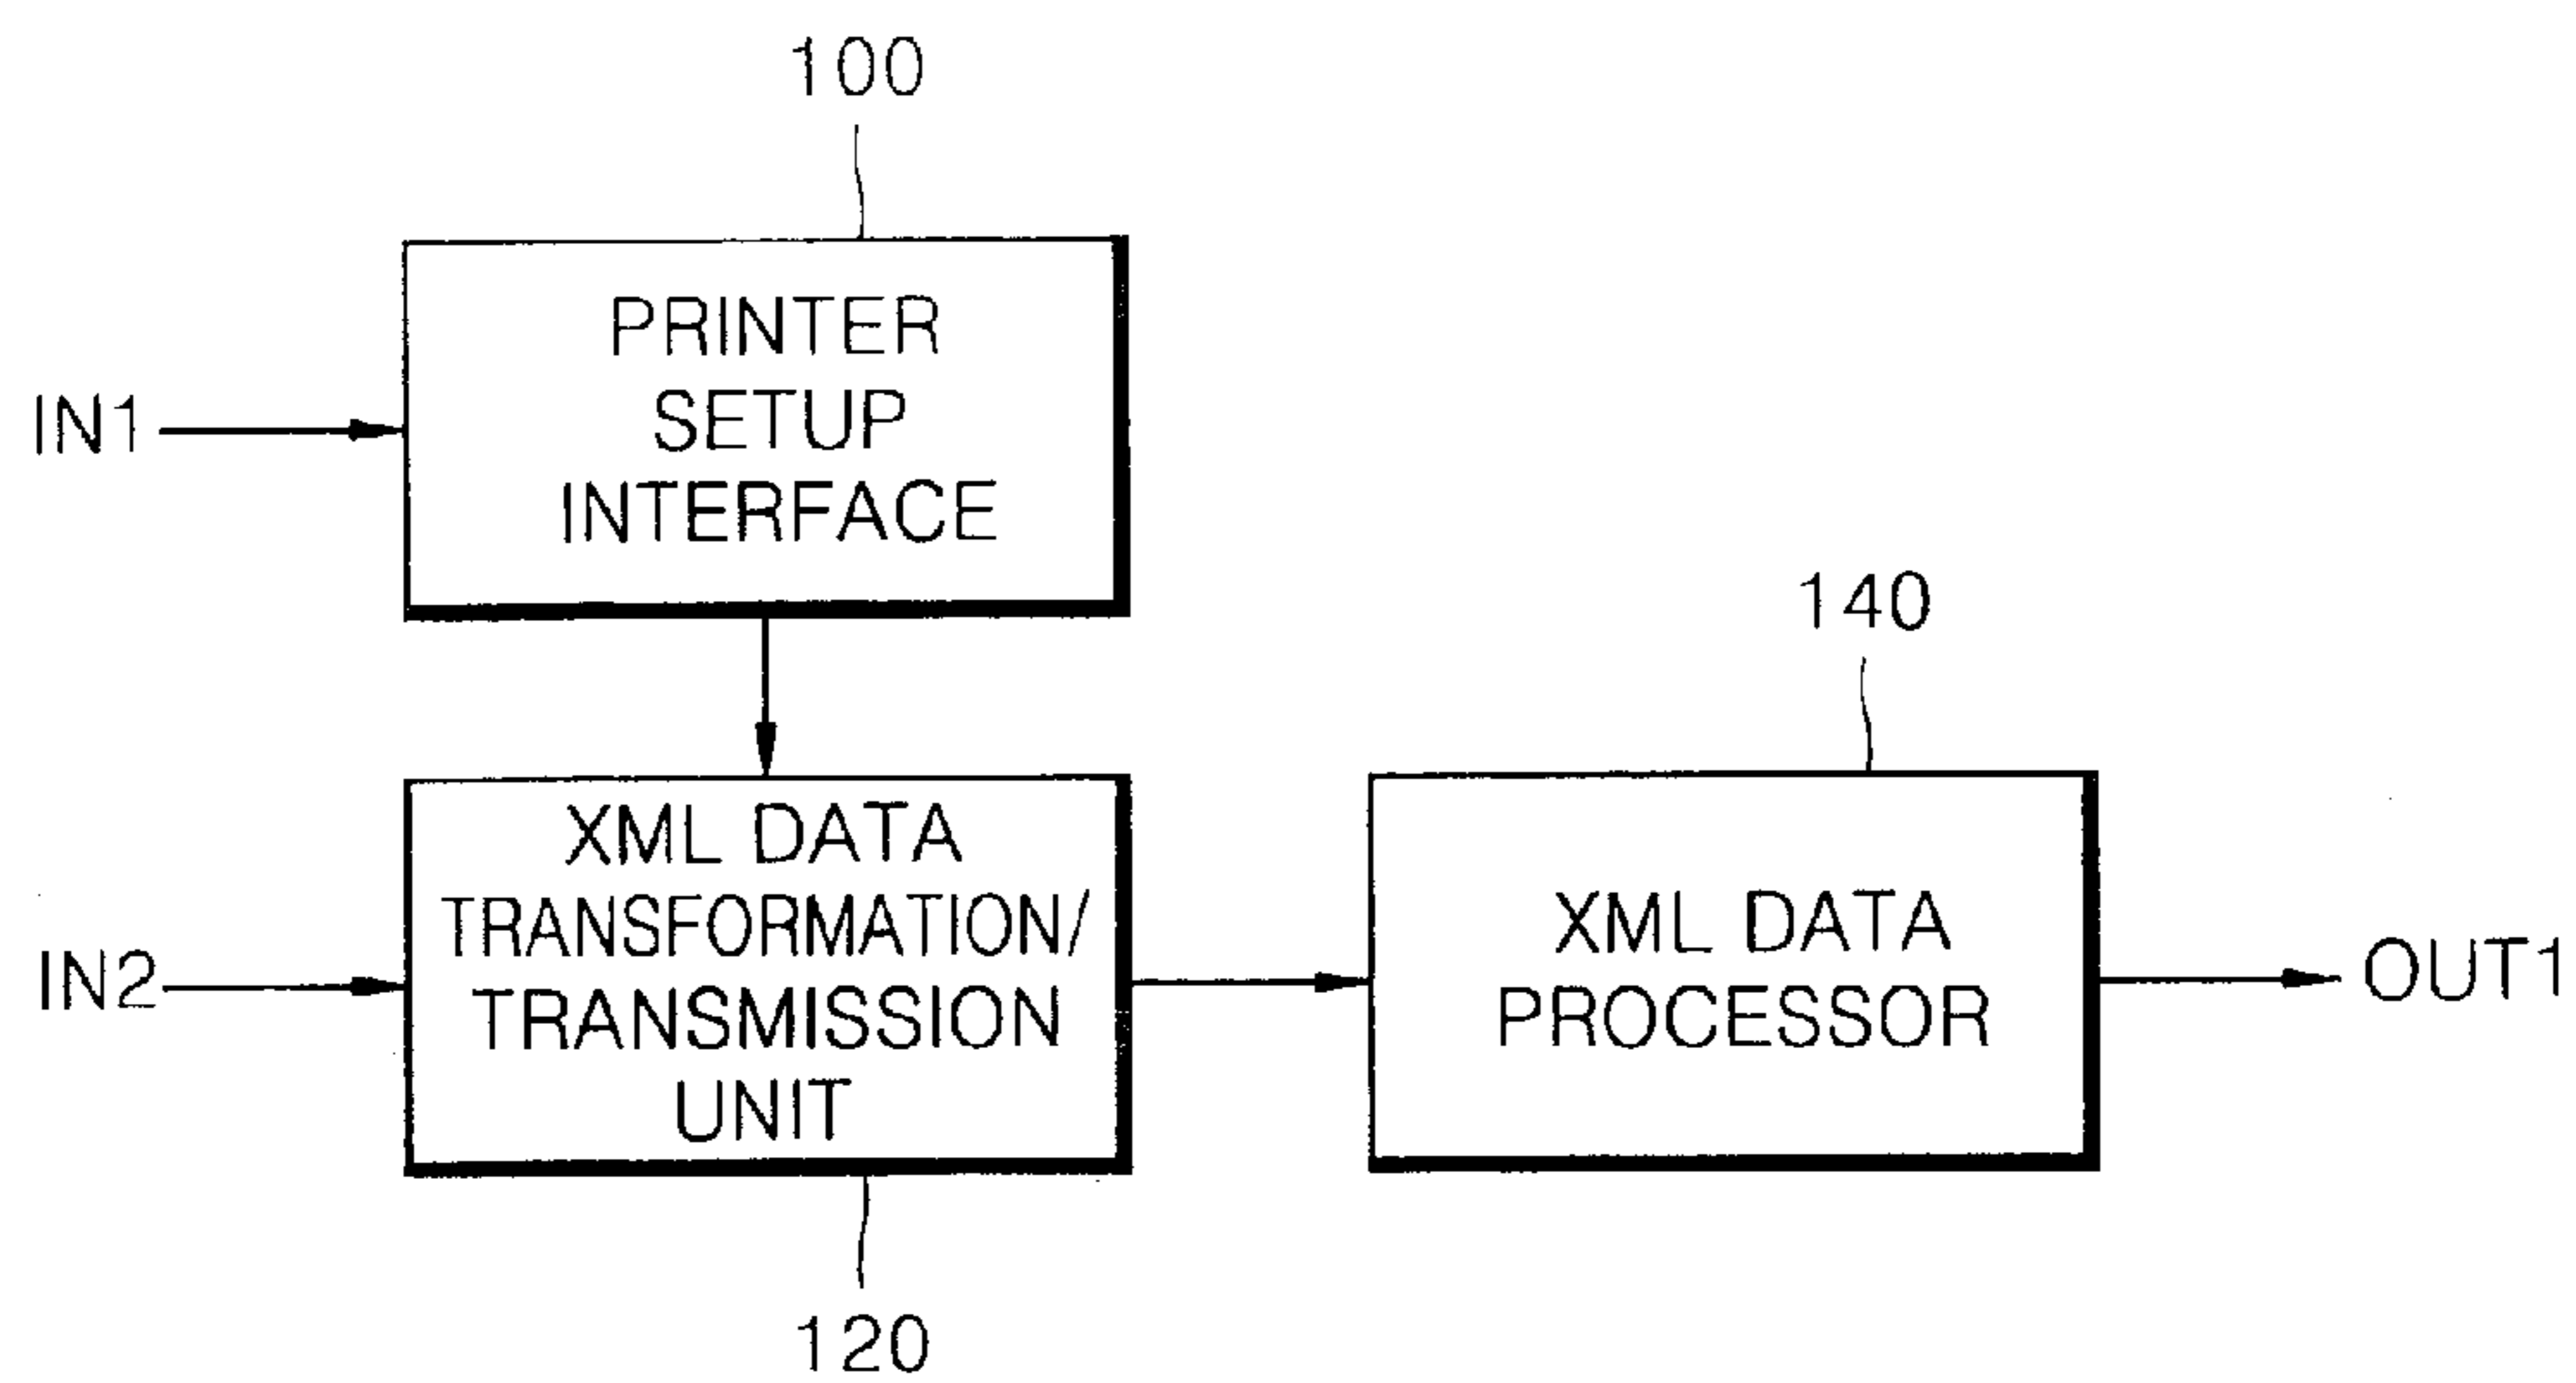 100
PRINTER
SETUP
INTERFACE
IN1
140
XML DATA
TRANSFORMATION/
TRANSMISSION
UNIT
IN2
XML DATA
PROCESSOR
OUT1
120